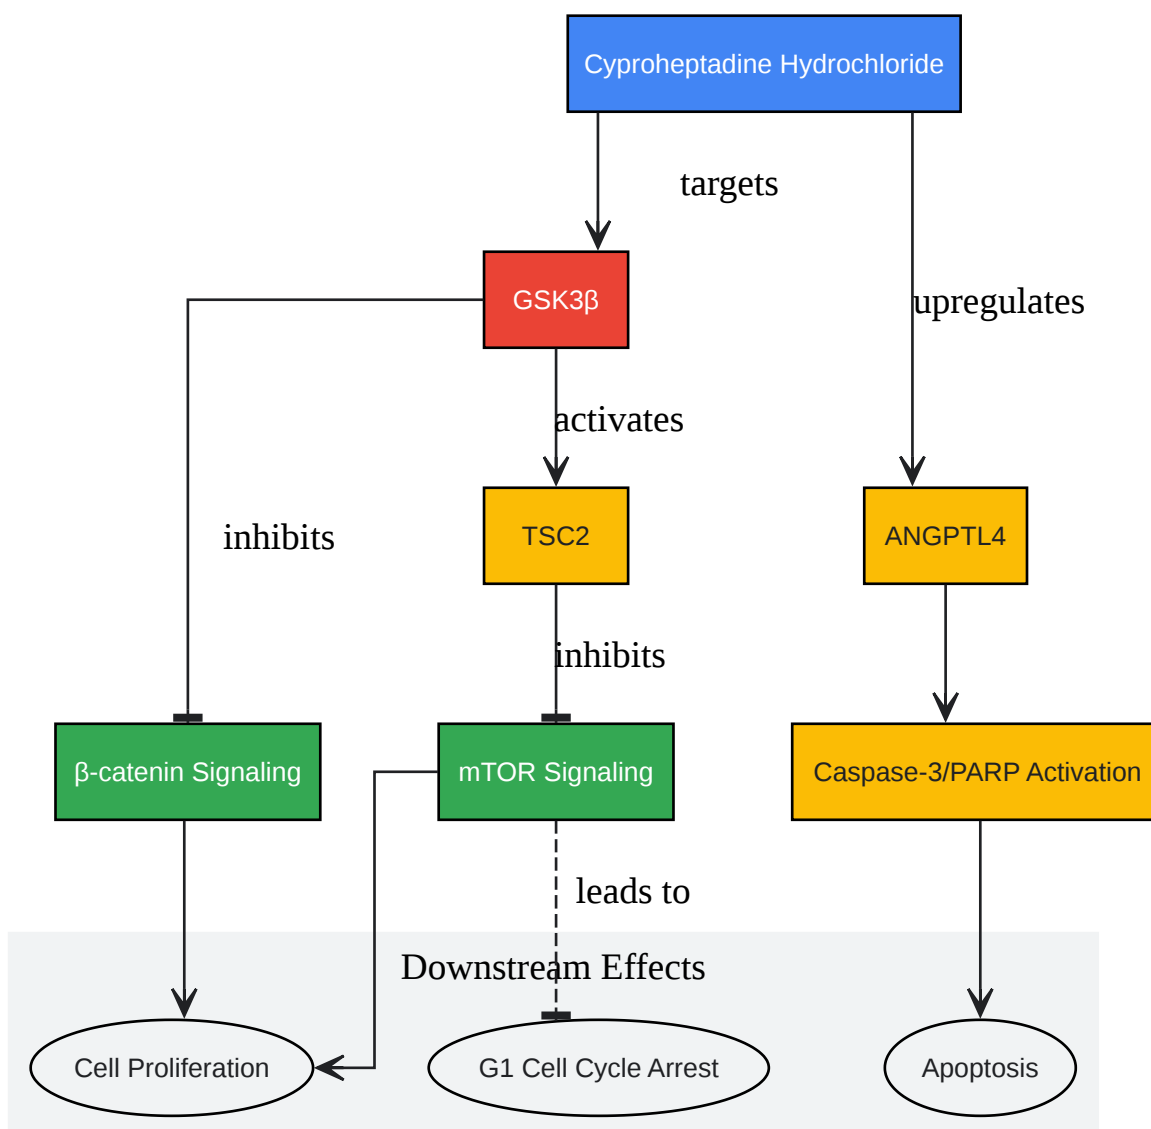 Cyproheptadine Hydrochloride
targets
GSK3β
upregulates
activates
inhibits
TSC2
ANGPTL4
inhibits
β-catenin Signaling
mTOR Signaling
Caspase-3/PARP Activation
leads to
Downstream Effects
Cell Proliferation
G1 Cell Cycle Arrest
Apoptosis